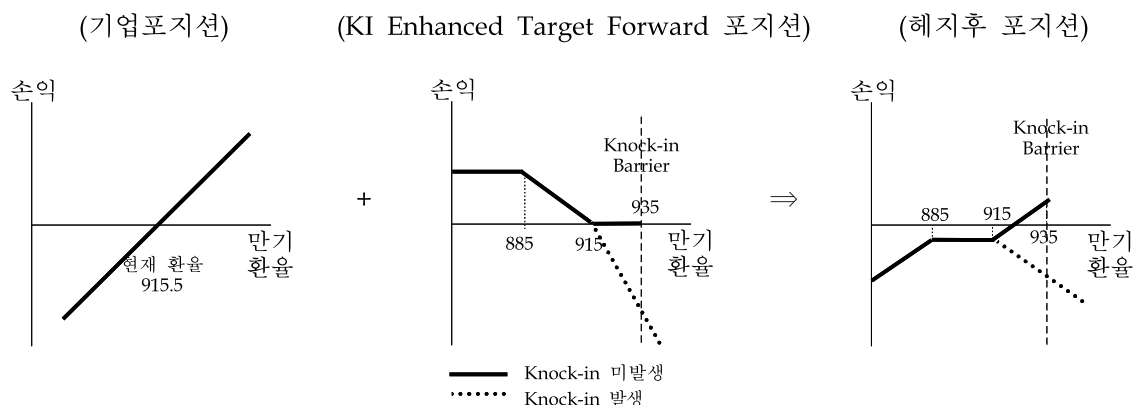 (기업포지션)
(KI Enhanced Target Forward 포지션)
(헤지후 포지션)
손익
만기
환율
현재 환율
915.5
+
손익
Knock-in
Barrier
935
885
915
만기
환율
⇒
손익
Knock-in
Barrier
885
915
935
만기
환율
Knock-in 미발생
Knock-in 발생